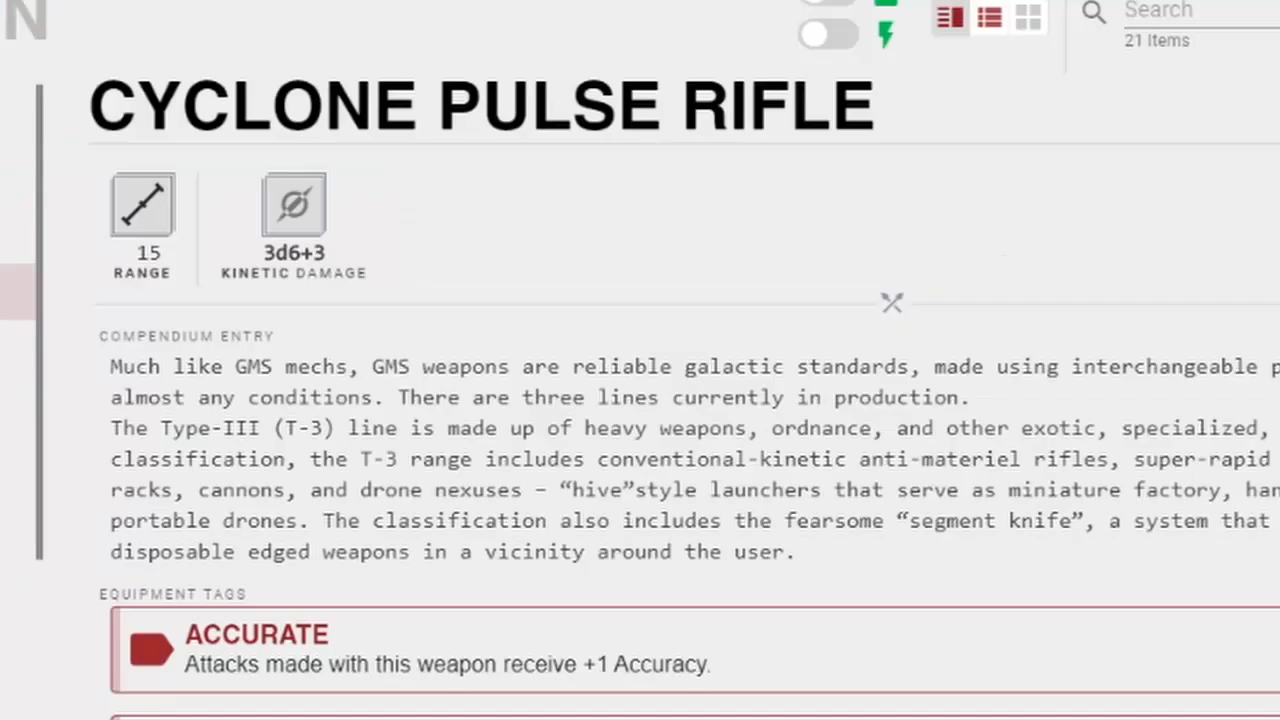 N
Search
21 Items
CYCLONE PULSE RIFLE
15
RANGE
3d6+3
KINETIC DAMAGE
COMPENDIUM ENTRY
Much like GMS mechs, GMS weapons are reliable galactic standards, made using interchangeable
almost any conditions. There are three lines currently in production.
The Type-III (T-3) line is made up of heavy weapons, ordnance, and other exotic, specialized,
classification, the T-3 range includes conventional-kinetic anti-materiel rifles, super-rapid
racks, cannons, and drone nexuses – “hive”style launchers that serve as miniature factory,
portable drones. The classification also includes the fearsome “segment knife”, a system that
disposable edged weapons in a vicinity around the user.
EQUIPMENT TAGS
ACCURATE
Attacks made with this weapon receive +1 Accuracy.